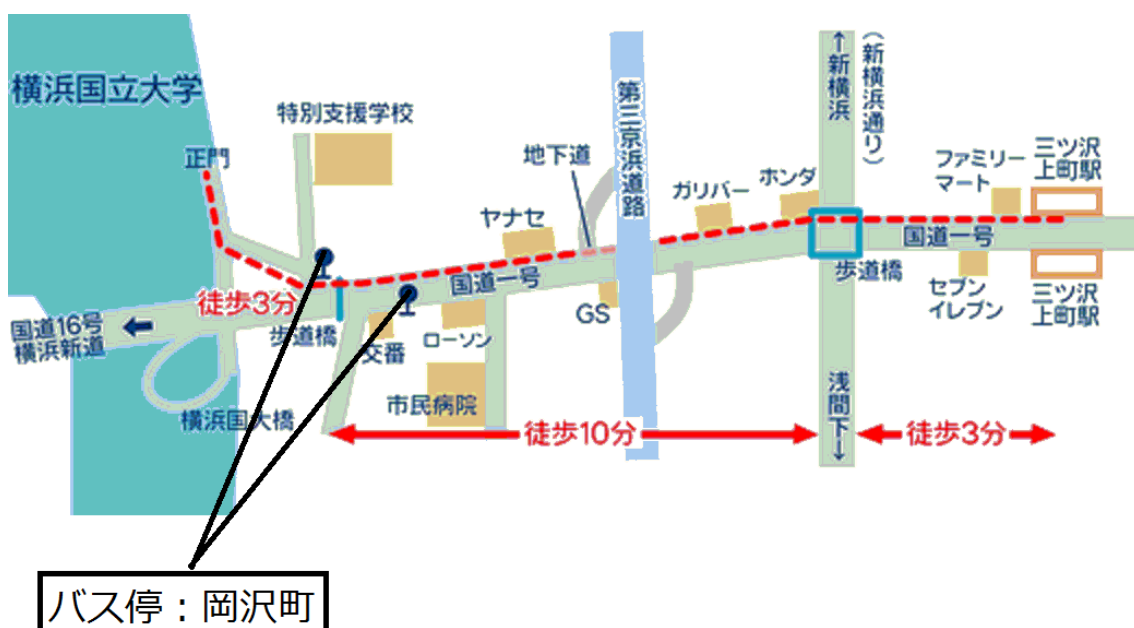 横浜国立大学
正門
特別支援学校
地下道
ヤナセ
第三京浜道路
ガリバー
ホンダ
↑新横浜
（新横浜通り）
ファミリー
マート
三ツ沢
上町駅
国道一号
国道一号
歩道橋
セブン
イレブン
三ツ沢
上町駅
GS
徒歩3分
国道16号
横浜新道
歩道橋
交番
ローソン
市民病院
横浜国大橋
徒歩10分
浅間下↓
徒歩3分
バス停：岡沢町